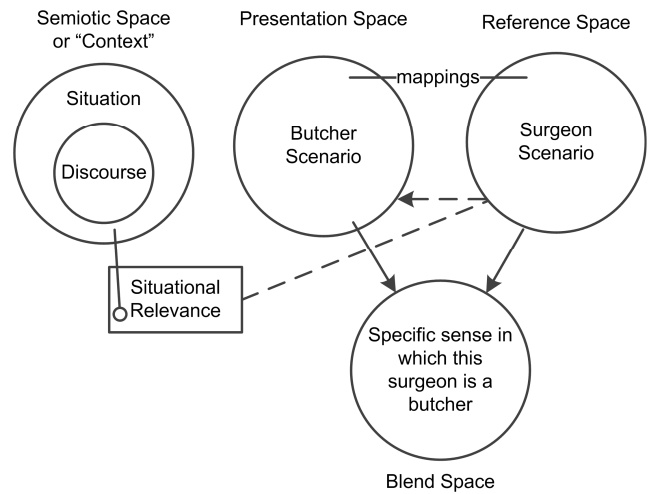 Semiotic Space
or “Context”
Presentation Space
Reference Space
Situation
Discourse
mappings
Butcher
Scenario
Surgeon
Scenario
Situational
Relevance
Specific sense in
which this
surgeon is a
butcher
Blend Space